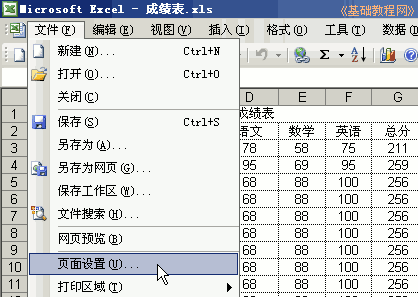 Microsoft Excel - 成绩表.xls 《基础教程网》
文件(F) 编辑(E) 视图(V) 插入(I) 格式(O) 工具(T) 数据(
新建(N)... Ctrl+N
打开(O)... Ctrl+O
关闭(C)
保存(S) Ctrl+S
另存为(A)...
另存为网页(G)...
保存工作区(W)...
文件搜索(H)...
网页预览(B)
页面设置(U)...
打印区域(T)
D E F G
1 成绩表
2 语文 数学 英语 总分
3 78 58 75 211
4 95 69 95 259
5 68 88 100 256
6 68 88 100 256
7 68 88 100 256
8 68 88 100 256
9 68 88 100 256
10 68 88 100 256
11 68 88 100 256